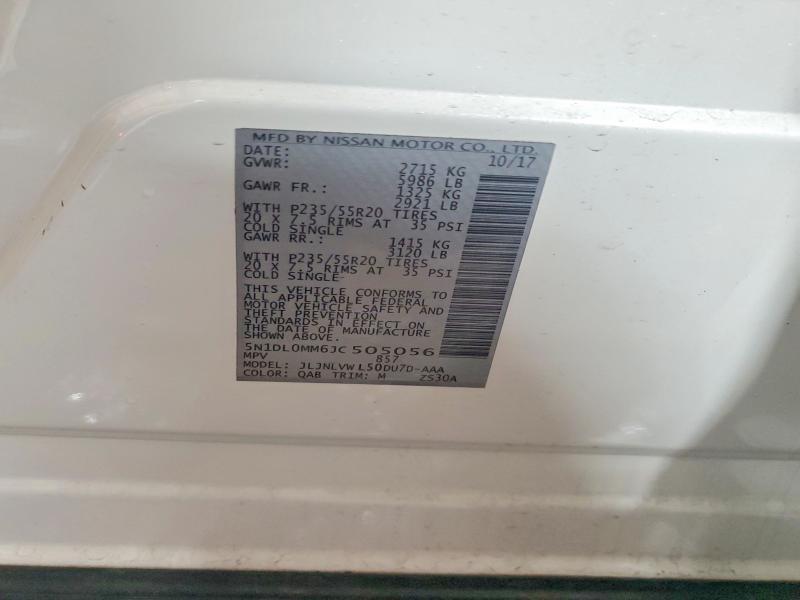 MFD BY NISSAN MOTOR CO., LTD.
DATE: 10/17
GVWR: 2715 KG
5986 LB
GAWR FR.: 1325 KG
2921 LB
WITH P235/55R20 TIRES
20 X 7.5 RIMS AT 35 PSI
COLD SINGLE
GAWR RR.: 1415 KG
3120 LB
WITH P235/55R20 TIRES
20 X 7.5 RIMS AT 35 PSI
COLD SINGLE
THIS VEHICLE CONFORMS TO
ALL APPLICABLE FEDERAL
MOTOR VEHICLE SAFETY AND
THEFT PREVENTION
STANDARDS IN EFFECT ON
THE DATE OF MANUFACTURE
SHOWN ABOVE.
5N1DL0MM6JC 505056
MPV 857
MODEL: JLJNLVW L50DU7D-AAA
COLOR: QAB TRIM: M ZS30A